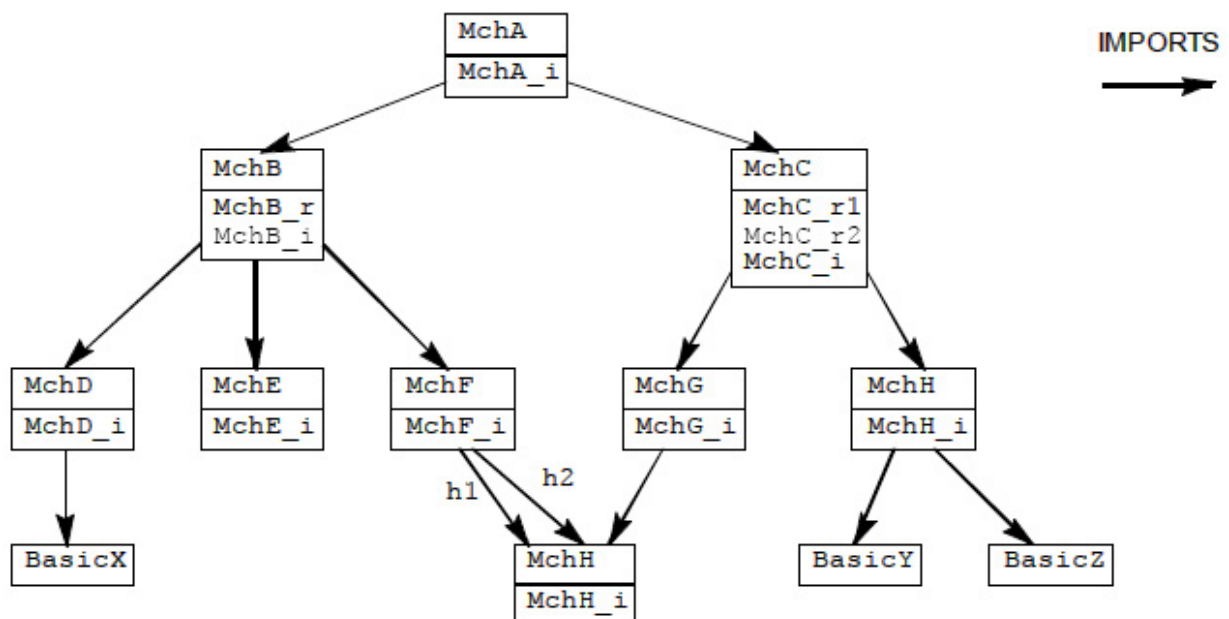 MchA
IMPORTS
MchA_i
MchB
MchC
MchB_r
MchC_r1
MchB_i
MchC_r2
MchC_i
MchD
MchE
MchF
MchG
MchH
MchD_i
MchE_i
MchF_i
MchG_i
MchH_i
h1
h2
BasicX
MchH
BasicY
BasicZ
MchH_i